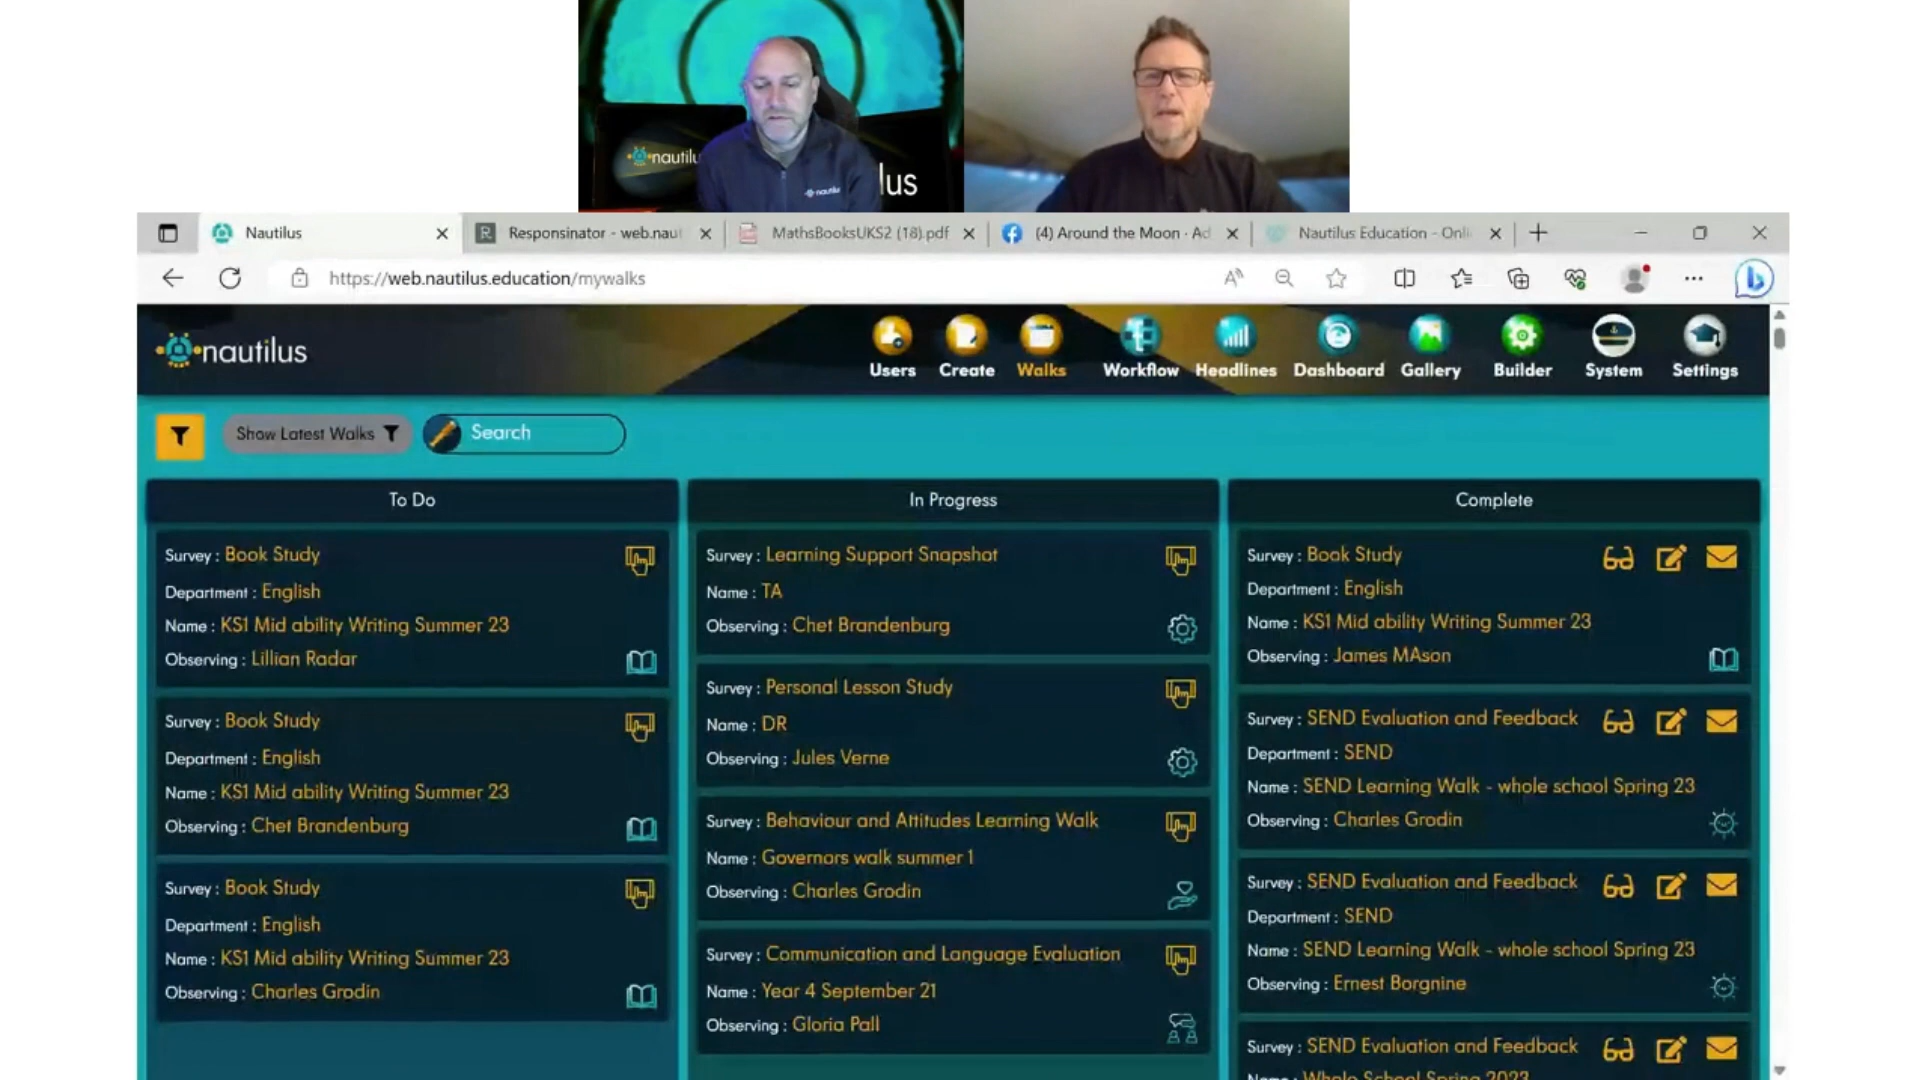 nautilu
lus
nautilus
Nautilus
Responsinator - web.naut
MathsBooksUKS2 (18).pdf
(4) Around the Moon · Ad
Nautilus Education - Onli
https://web.nautilus.education/mywalks
nautilus
Users
Create
Walks
Workflow
Headlines
Dashboard
Gallery
Builder
System
Settings
Show Latest Walks
Search
To Do
Survey : Book Study
Department : English
Name : KS1 Mid ability Writing Summer 23
Observing : Lillian Radar
Survey : Book Study
Department : English
Name : KS1 Mid ability Writing Summer 23
Observing : Chet Brandenburg
Survey : Book Study
Department : English
Name : KS1 Mid ability Writing Summer 23
Observing : Charles Grodin
In Progress
Survey : Learning Support Snapshot
Name : TA
Observing : Chet Brandenburg
Survey : Personal Lesson Study
Name : DR
Observing : Jules Verne
Survey : Behaviour and Attitudes Learning Walk
Name : Governors walk summer 1
Observing : Charles Grodin
Survey : Communication and Language Evaluation
Name : Year 4 September 21
Observing : Gloria Pall
Complete
Survey : Book Study
Department : English
Name : KS1 Mid ability Writing Summer 23
Observing : James MAson
Survey : SEND Evaluation and Feedback
Department : SEND
Name : SEND Learning Walk - whole school Spring 23
Observing : Charles Grodin
Survey : SEND Evaluation and Feedback
Department : SEND
Name : SEND Learning Walk - whole school Spring 23
Observing : Ernest Borgnine
Survey : SEND Evaluation and Feedback
Name : Whole School Spring 2023